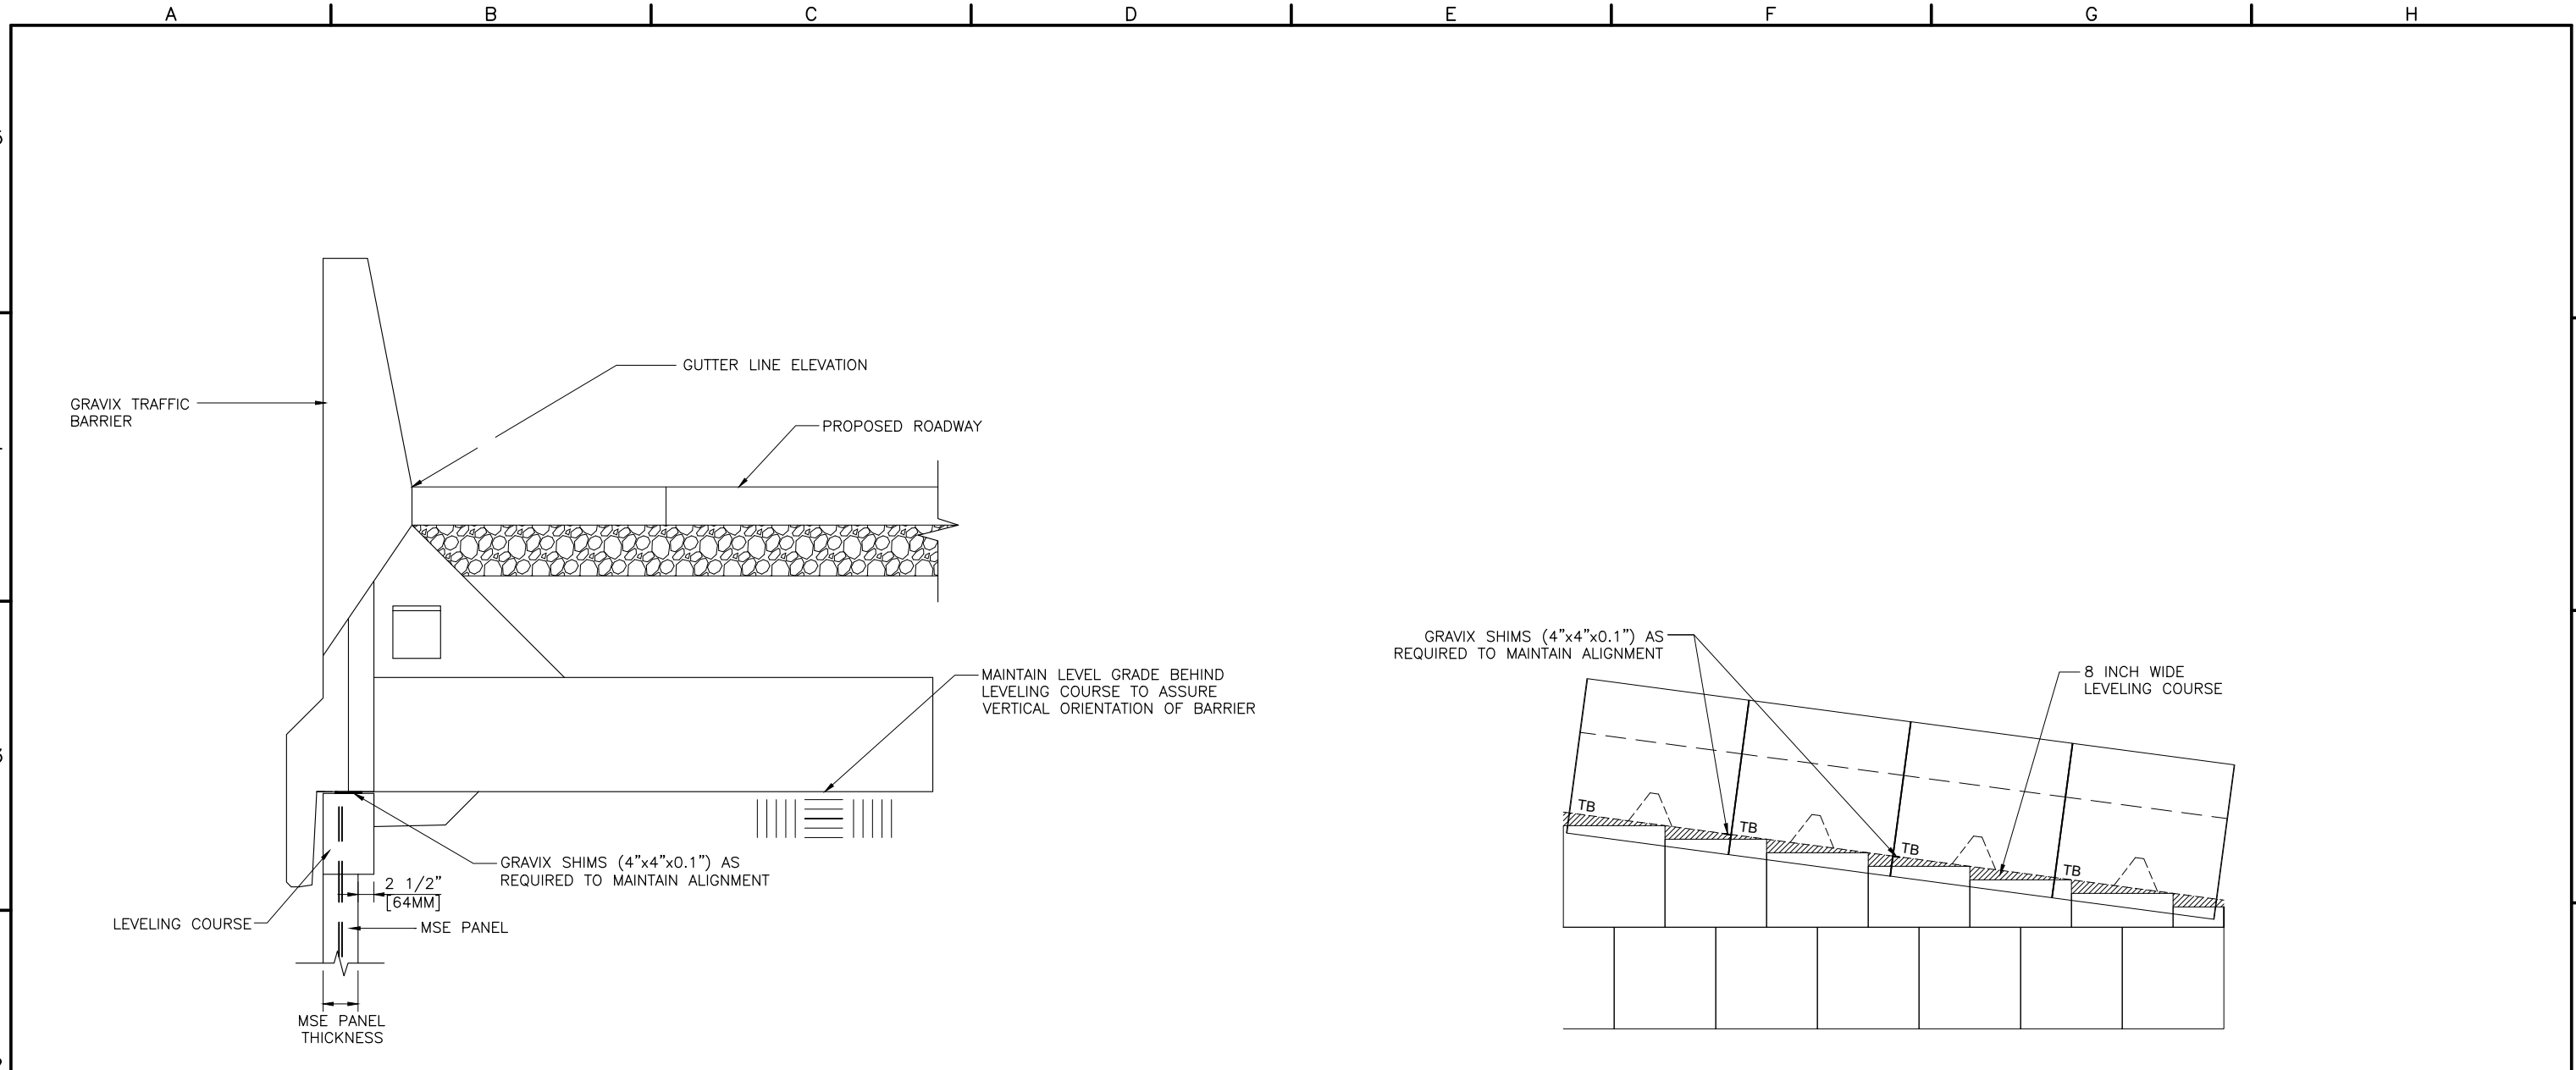 A B C D E F G H
GUTTER LINE ELEVATION
GRAVIX TRAFFIC
BARRIER
PROPOSED ROADWAY
MAINTAIN LEVEL GRADE BEHIND
LEVELING COURSE TO ASSURE
VERTICAL ORIENTATION OF BARRIER
GRAVIX SHIMS (4"x4"x0.1") AS
REQUIRED TO MAINTAIN ALIGNMENT
2 1/2"
[64MM]
LEVELING COURSE
MSE PANEL
MSE PANEL
THICKNESS
GRAVIX SHIMS (4"x4"x0.1") AS
REQUIRED TO MAINTAIN ALIGNMENT
8 INCH WIDE
LEVELING COURSE
TB
TB
TB
TB